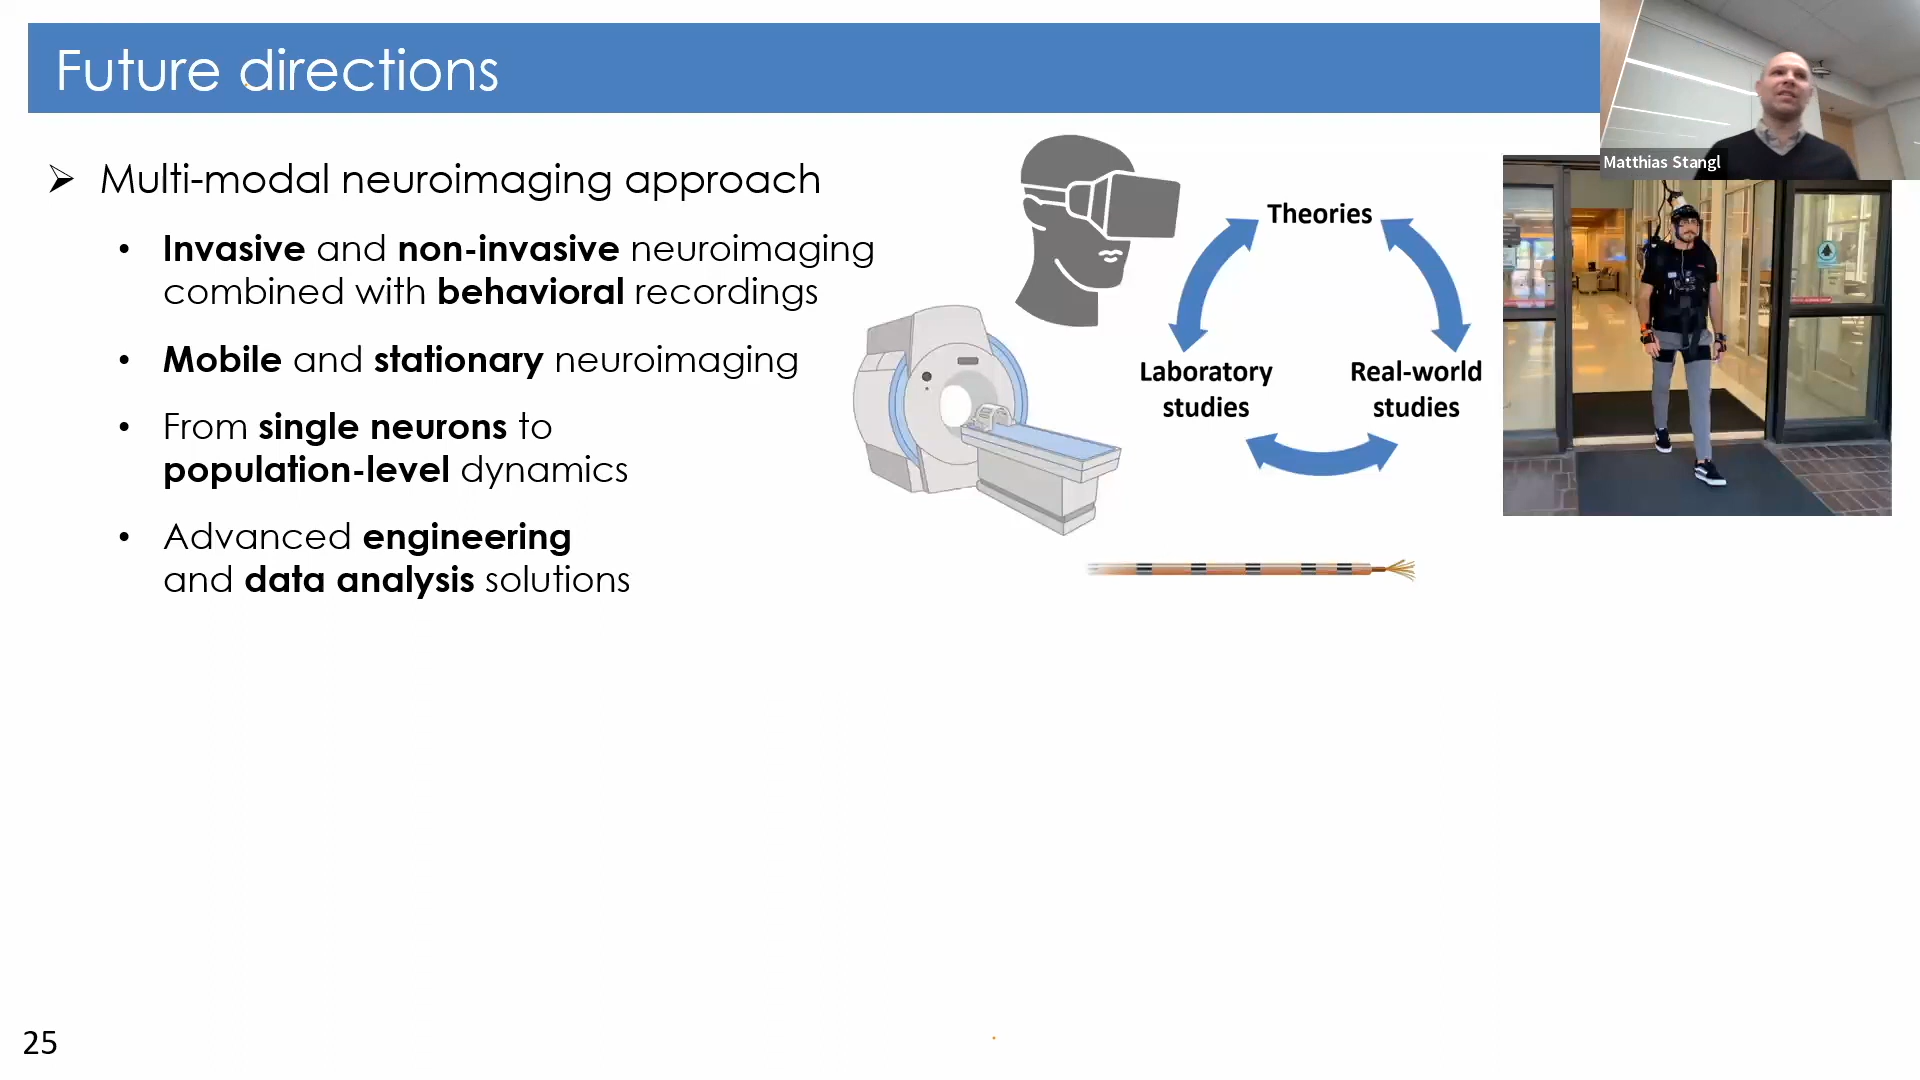 Future directions
Matthias Stangl
➢ Multi-modal neuroimaging approach
• Invasive and non-invasive neuroimaging
combined with behavioral recordings
• Mobile and stationary neuroimaging
• From single neurons to
population-level dynamics
• Advanced engineering
and data analysis solutions
Theories
Laboratory
studies
Real-world
studies
25